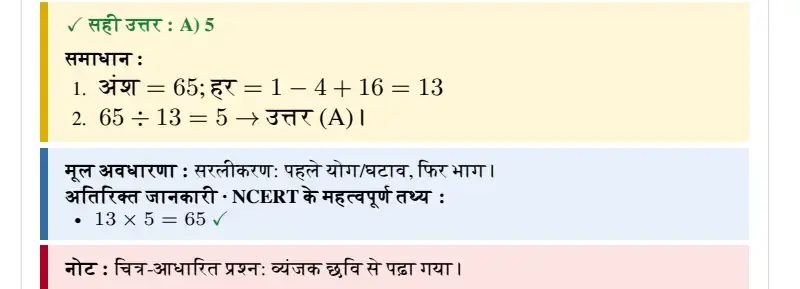 ✓ सही उत्तर : A) 5
समाधान :
1. अंश = 65; हर = 1 − 4 + 16 = 13
2. 65 ÷ 13 = 5 → उत्तर (A)।
मूल अवधारणा : सरलीकरण: पहले योग/घटाव, फिर भाग।
अतिरिक्त जानकारी · NCERT के महत्वपूर्ण तथ्य :
• 13 × 5 = 65 ✓
नोट : चित्र-आधारित प्रश्न: व्यंजक छवि से पढ़ा गया।